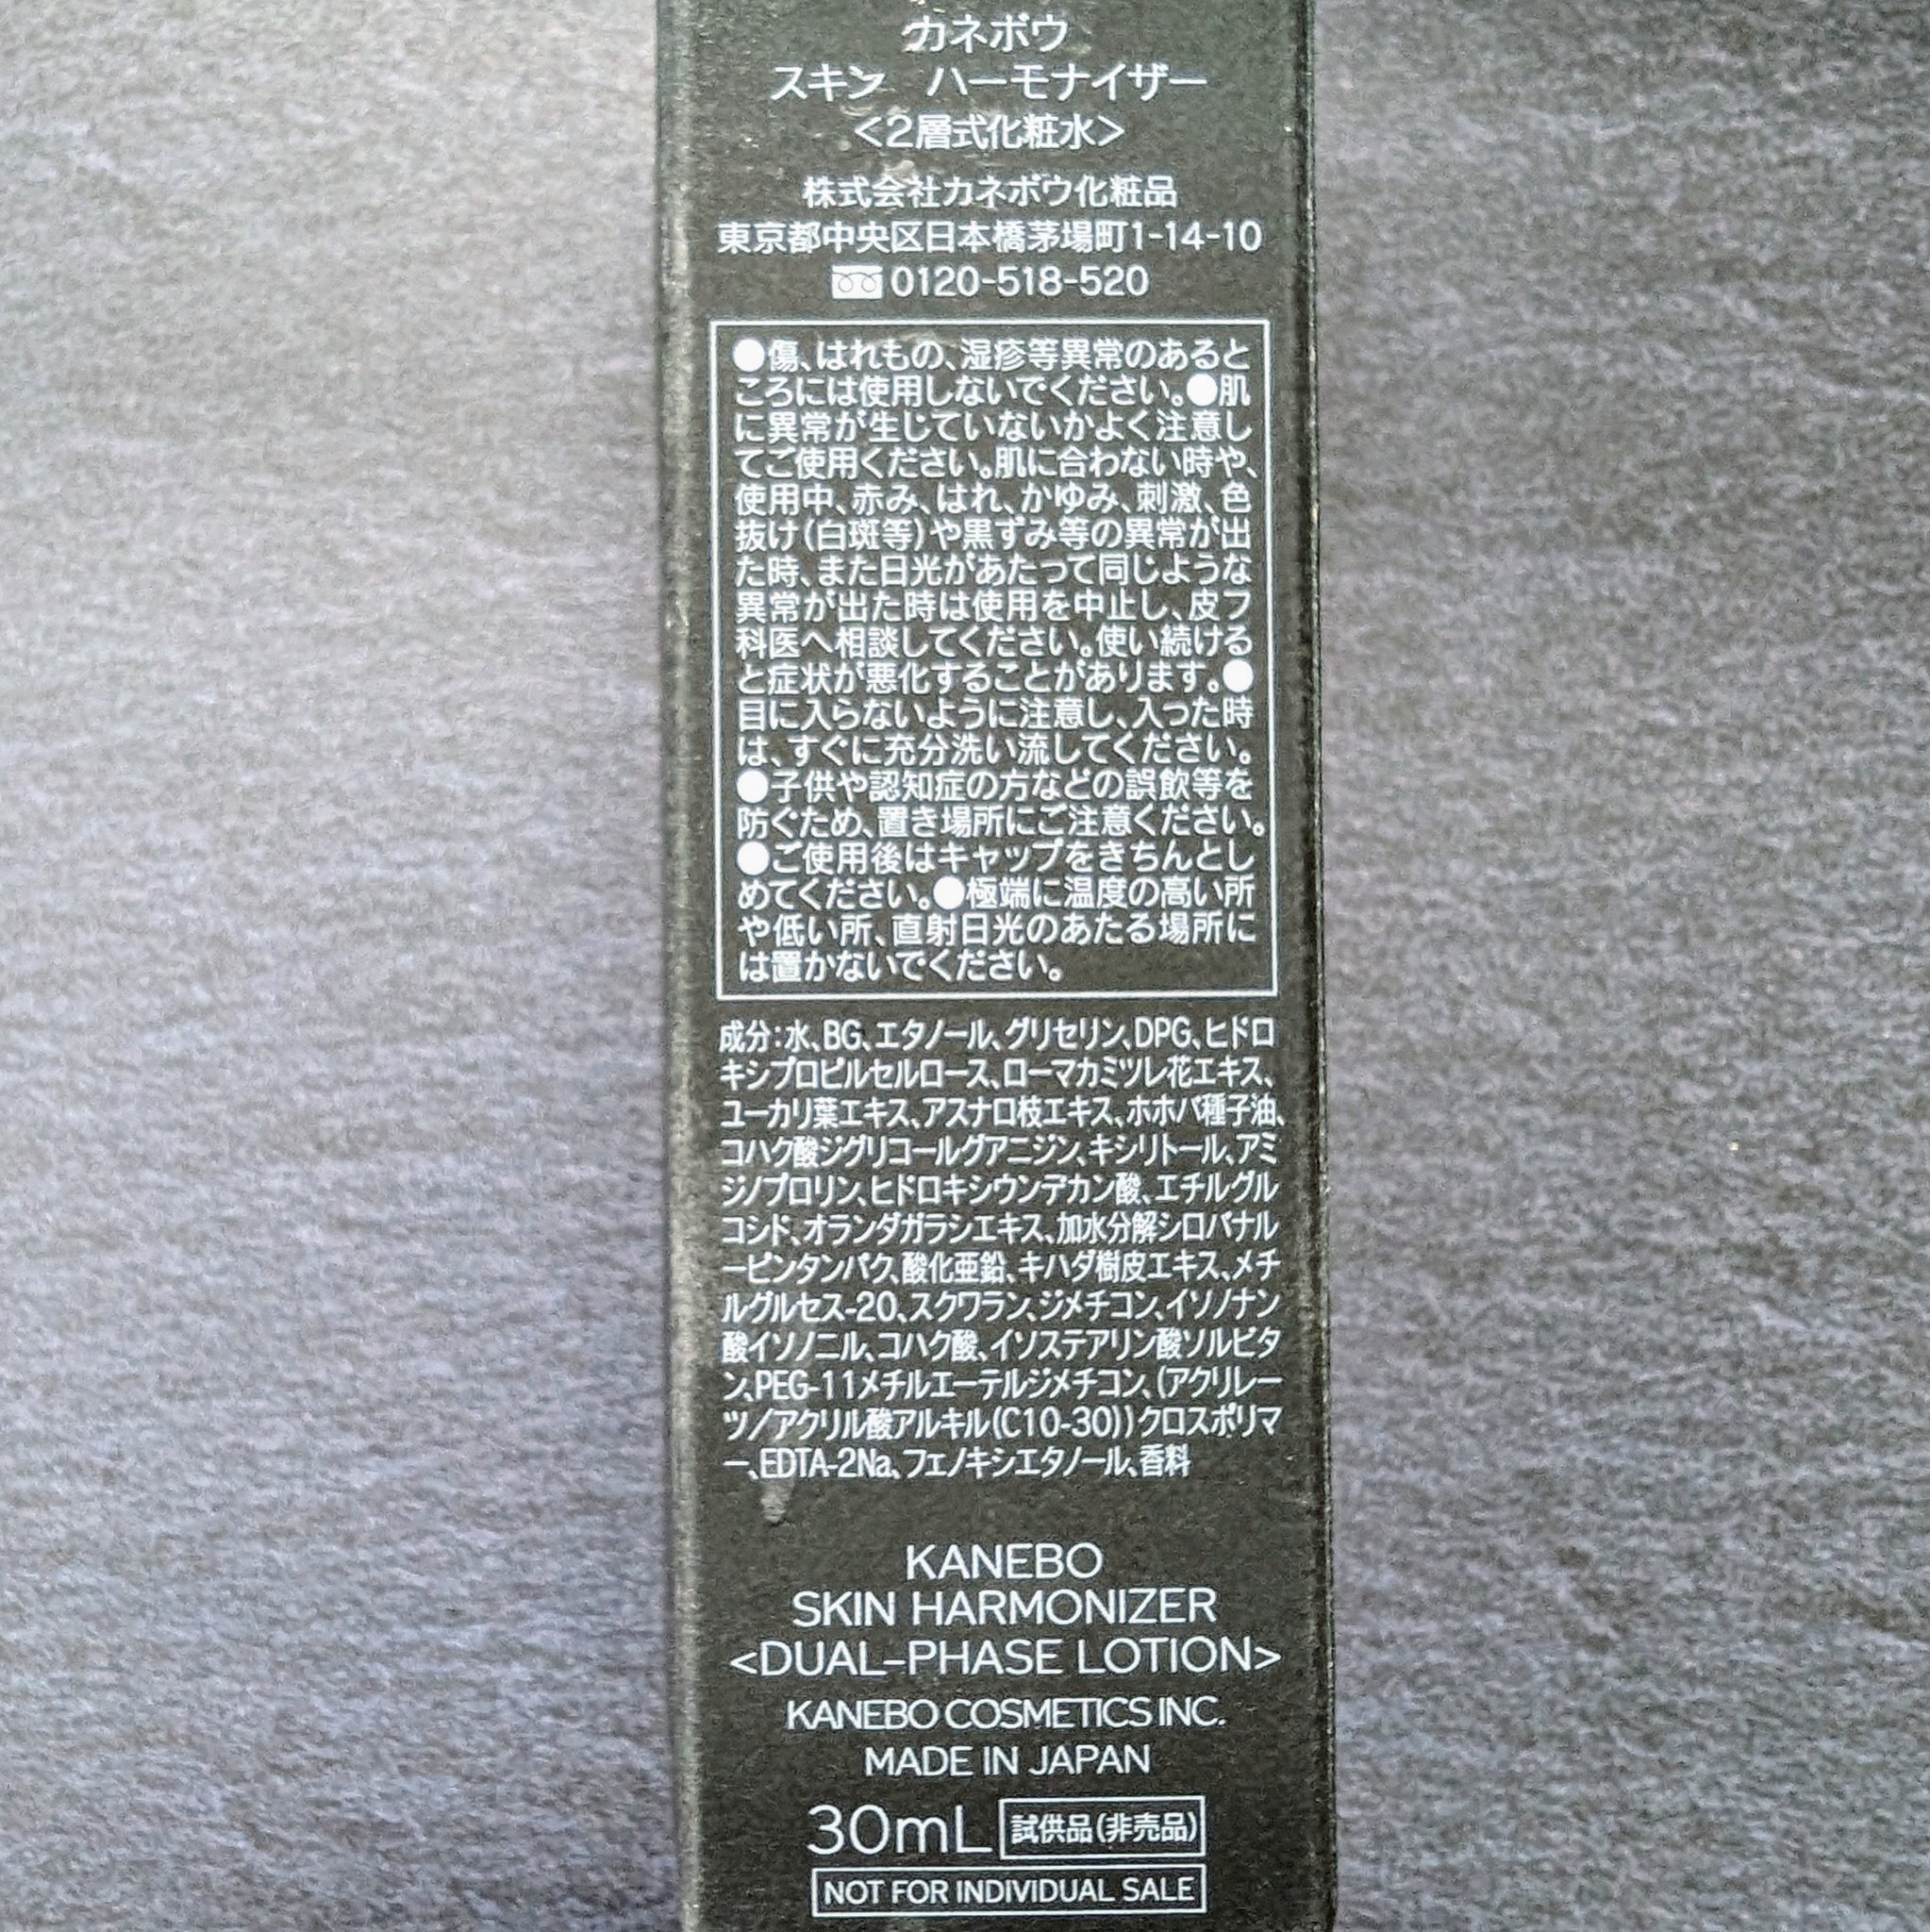 カネボウ
スキン ハーモナイザー
＜2層式化粧水＞
株式会社カネボウ化粧品
東京都中央区日本橋茅場町1-14-10
0120-518-520
●傷、はれもの、湿疹等異常のあると
ころには使用しないでください。●肌
に異常が生じていないかよく注意し
てご使用ください。肌に合わない時や、
使用中、赤み、はれ、かゆみ、刺激、色
抜け（白斑等）や黒ずみ等の異常が出
た時、また日光があたって同じような
異常が出た時は使用を中止し、皮フ
科医へ相談してください。使い続ける
と症状が悪化することがあります。●
目に入らないように注意し、入った時
は、すぐに充分洗い流してください。
●子供や認知症の方などの誤飲等を
防ぐため、置き場所にご注意ください。
●ご使用後はキャップをきちんとし
めてください。●極端に温度の高い所
や低い所、直射日光のあたる場所に
は置かないでください。
成分：水、BG、エタノール、グリセリン、DPG、ヒドロ
キシプロピルセルロース、ローマカミツレ花エキス、
ユーカリ葉エキス、アスナロ枝エキス、ホホバ種子油、
コハク酸ジグリコールグアニジン、キシリトール、アミ
ジノプロリン、ヒドロキシウンデカン酸、エチルグル
コシド、オランダガラシエキス、加水分解シロバナル
ーピンタンパク、酸化亜鉛、キハダ樹皮エキス、メチ
ルグルセス-20、スクワラン、ジメチコン、イソノナン
酸イソノニル、コハク酸、イソステアリン酸ソルビタ
ン、PEG-11メチルエーテルジメチコン、(アクリレー
ツ/アクリル酸アルキル(C10-30))クロスポリマ
ー、EDTA-2Na、フェノキシエタノール、香料
KANEBO
SKIN HARMONIZER
<DUAL-PHASE LOTION>
KANEBO COSMETICS INC.
MADE IN JAPAN
30mL 試供品(非売品)
NOT FOR INDIVIDUAL SALE